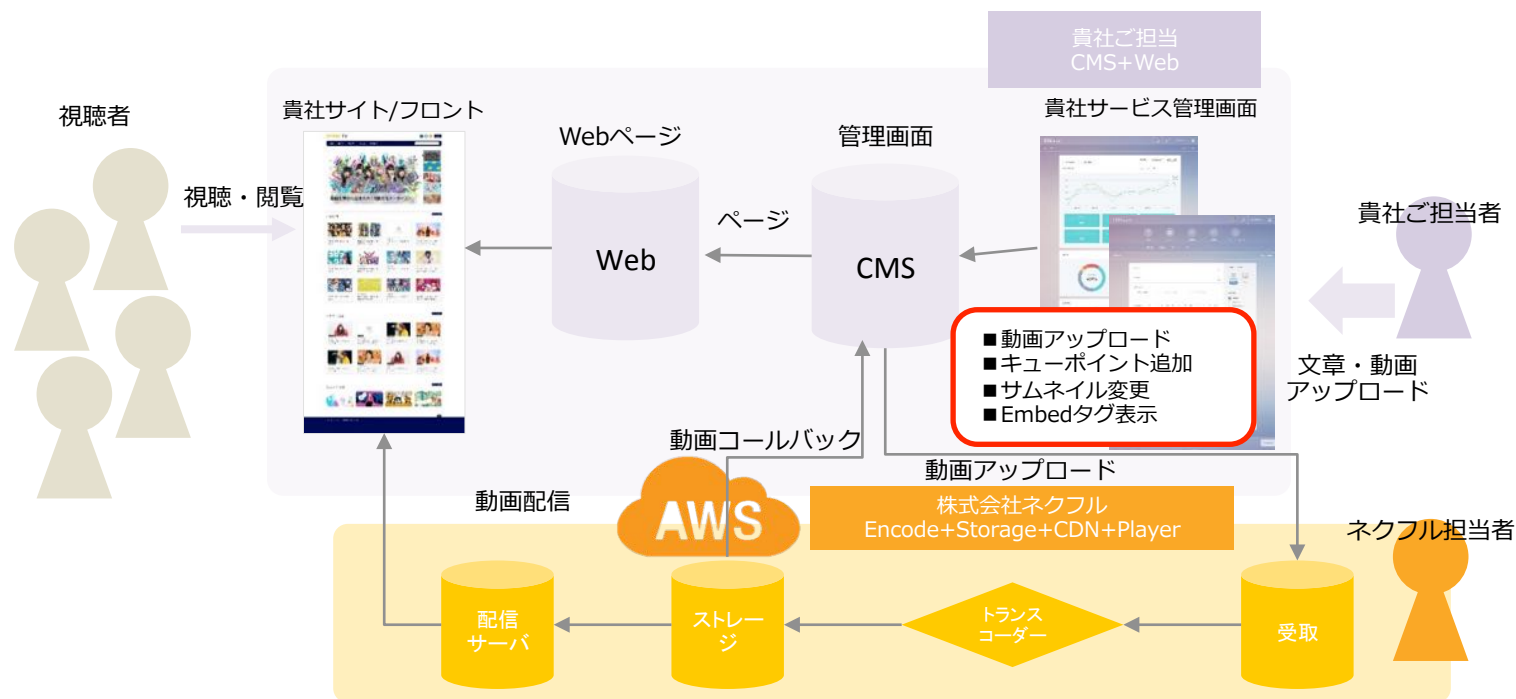 貴社ご担当
CMS+Web
視聴者
貴社サイト/フロント
Webページ
管理画面
貴社サービス管理画面
視聴・閲覧
ページ
Web
CMS
貴社ご担当者
■動画アップロード
■キューポイント追加
■サムネイル変更
■Embedタグ表示
文章・動画
アップロード
動画コールバック
動画アップロード
動画配信
AWS
株式会社ネクフル
Encode+Storage+CDN+Player
ネクフル担当者
配信
サーバ
ストレー
ジ
トランス
コーダー
受取